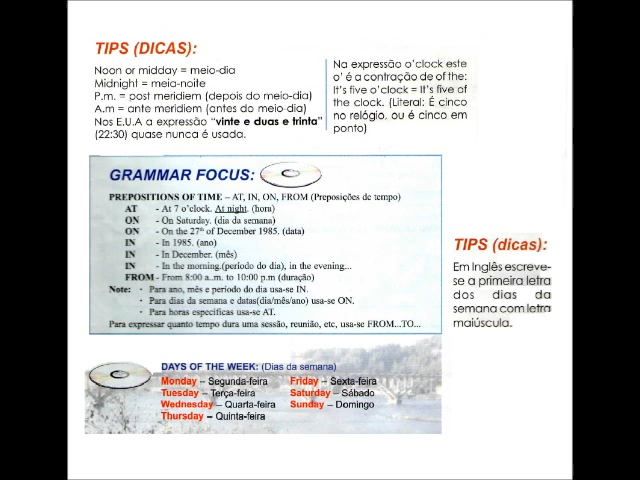 TIPS (DICAS):
Noon or midday = meio-dia
Midnight = meia-noite
P.m. = post meridiem (depois do meio-dia)
A.m = ante meridiem (antes do meio-dia)
Nos E.U.A a expressão "vinte e duas e trinta"
(22:30) quase nunca é usada.
Na expressão o'clock este
o' é a contração de of the:
It's five o'clock = It's five of
the clock. (Literal: É cinco
no relógio, ou é cinco em
ponto)
GRAMMAR FOCUS:
PREPOSITIONS OF TIME – AT, IN, ON, FROM (Preposições de tempo)
AT - At 7 o'clock. At night. (hora)
ON - On Saturday. (dia da semana)
ON - On the 27th of December 1985. (data)
IN - In 1985. (ano)
IN - In December. (mês)
IN - In the morning.(período do dia), in the evening...
FROM - From 8:00 a..m. to 10:00 p.m (duração)
Note: · Para ano, mês e período do dia usa-se IN.
· Para dias da semana e datas(dia/mês/ano) usa-se ON.
· Para horas específicas usa-se AT.
Para expressar quanto tempo dura uma sessão, reunião, etc, usa-se FROM...TO...
TIPS (dicas):
Em Inglês escreve-
se a primeira letra
dos dias da
semana com letra
maiúscula.
DAYS OF THE WEEK: (Dias da semana)
Monday – Segunda-feira
Tuesday – Terça-feira
Wednesday – Quarta-feira
Thursday – Quinta-feira
Friday – Sexta-feira
Saturday – Sábado
Sunday – Domingo